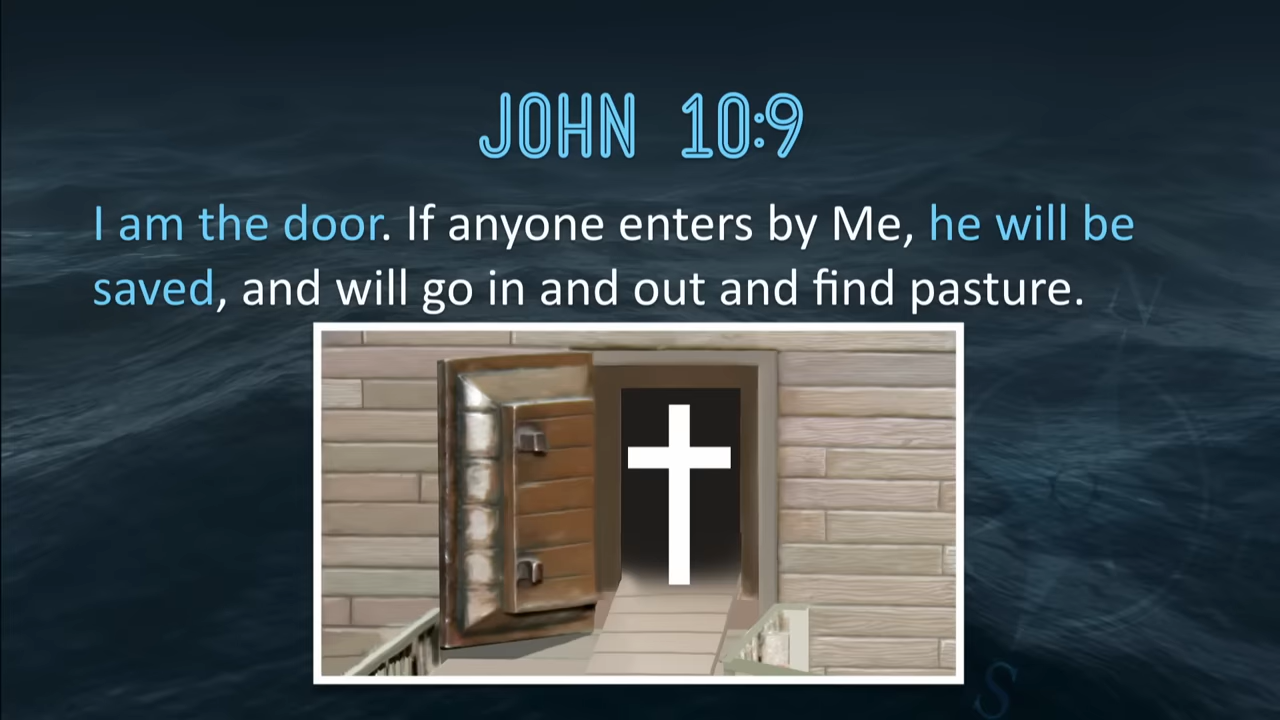 JOHN 10:9
I am the door. If anyone enters by Me, he will be
saved, and will go in and out and find pasture.
N
S